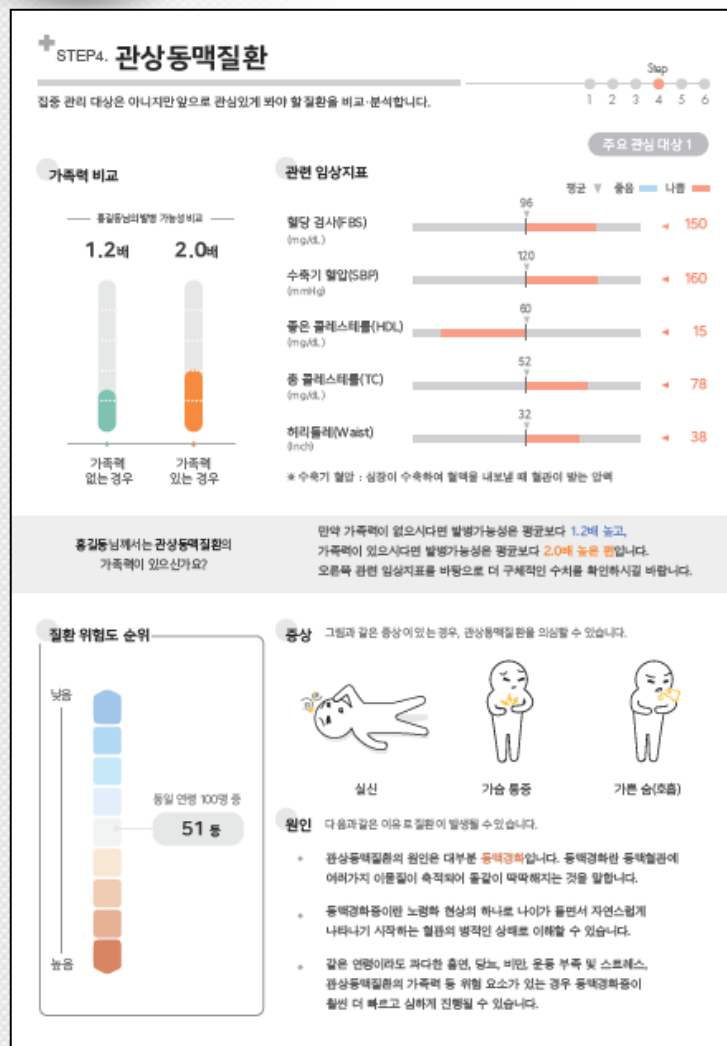 STEP4. 관상동맥질환
집중 관리 대상은 아니지만 앞으로 관심있게 봐야 할 질환을 비교·분석합니다.
Step
1 2 3 4 5 6
주요 관심 대상 1
가족력 비교
홍길동님의 발병 가능성 비교
1.2배 2.0배
가족력 없는 경우
가족력 있는 경우
관련 임상지표
평균 ▼ 좋음 나쁨
96
혈당 검사(FBS)
(mg/dL)
150
120
수축기 혈압(SBP)
(mmHg)
160
60
좋은 콜레스테롤(HDL)
(mg/dL)
15
52
총 콜레스테롤(TC)
(mg/dL)
78
32
허리둘레(Waist)
(Inch)
38
※ 수축기 혈압 : 심장이 수축하여 혈액을 내보낼 때 혈관이 받는 압력
홍길동님께서는 관상동맥질환의
가족력이 있으신가요?
만약 가족력이 없으시다면 발병가능성은 평균보다 1.2배 높고,
가족력이 있으시다면 발병가능성은 평균보다 2.0배 높은 편입니다.
오른쪽 관련 임상지표를 바탕으로 더 구체적인 수치를 확인하시길 바랍니다.
질환 위험도 순위
낮음
동일 연령 100명 중
51 등
높음
증상 그림과 같은 증상이 있는 경우, 관상동맥질환을 의심할 수 있습니다.
실신
가슴 통증
가쁜 숨(호흡)
원인 다음과 같은 이유로 질환이 발생될 수 있습니다.
관상동맥질환의 원인은 대부분 동맥경화입니다. 동맥경화란 동맥혈관에
여러가지 이물질이 축적되어 돌같이 딱딱해지는 것을 말합니다.
동맥경화증이란 노령화 현상의 하나로 나이가 들면서 자연스럽게
나타나기 시작하는 혈관의 병적인 상태로 이해할 수 있습니다.
같은 연령이라도 과다한 흡연, 당뇨, 비만, 운동 부족 및 스트레스,
관상동맥질환의 가족력 등 위험 요소가 있는 경우 동맥경화증이
훨씬 더 빠르고 심하게 진행될 수 있습니다.